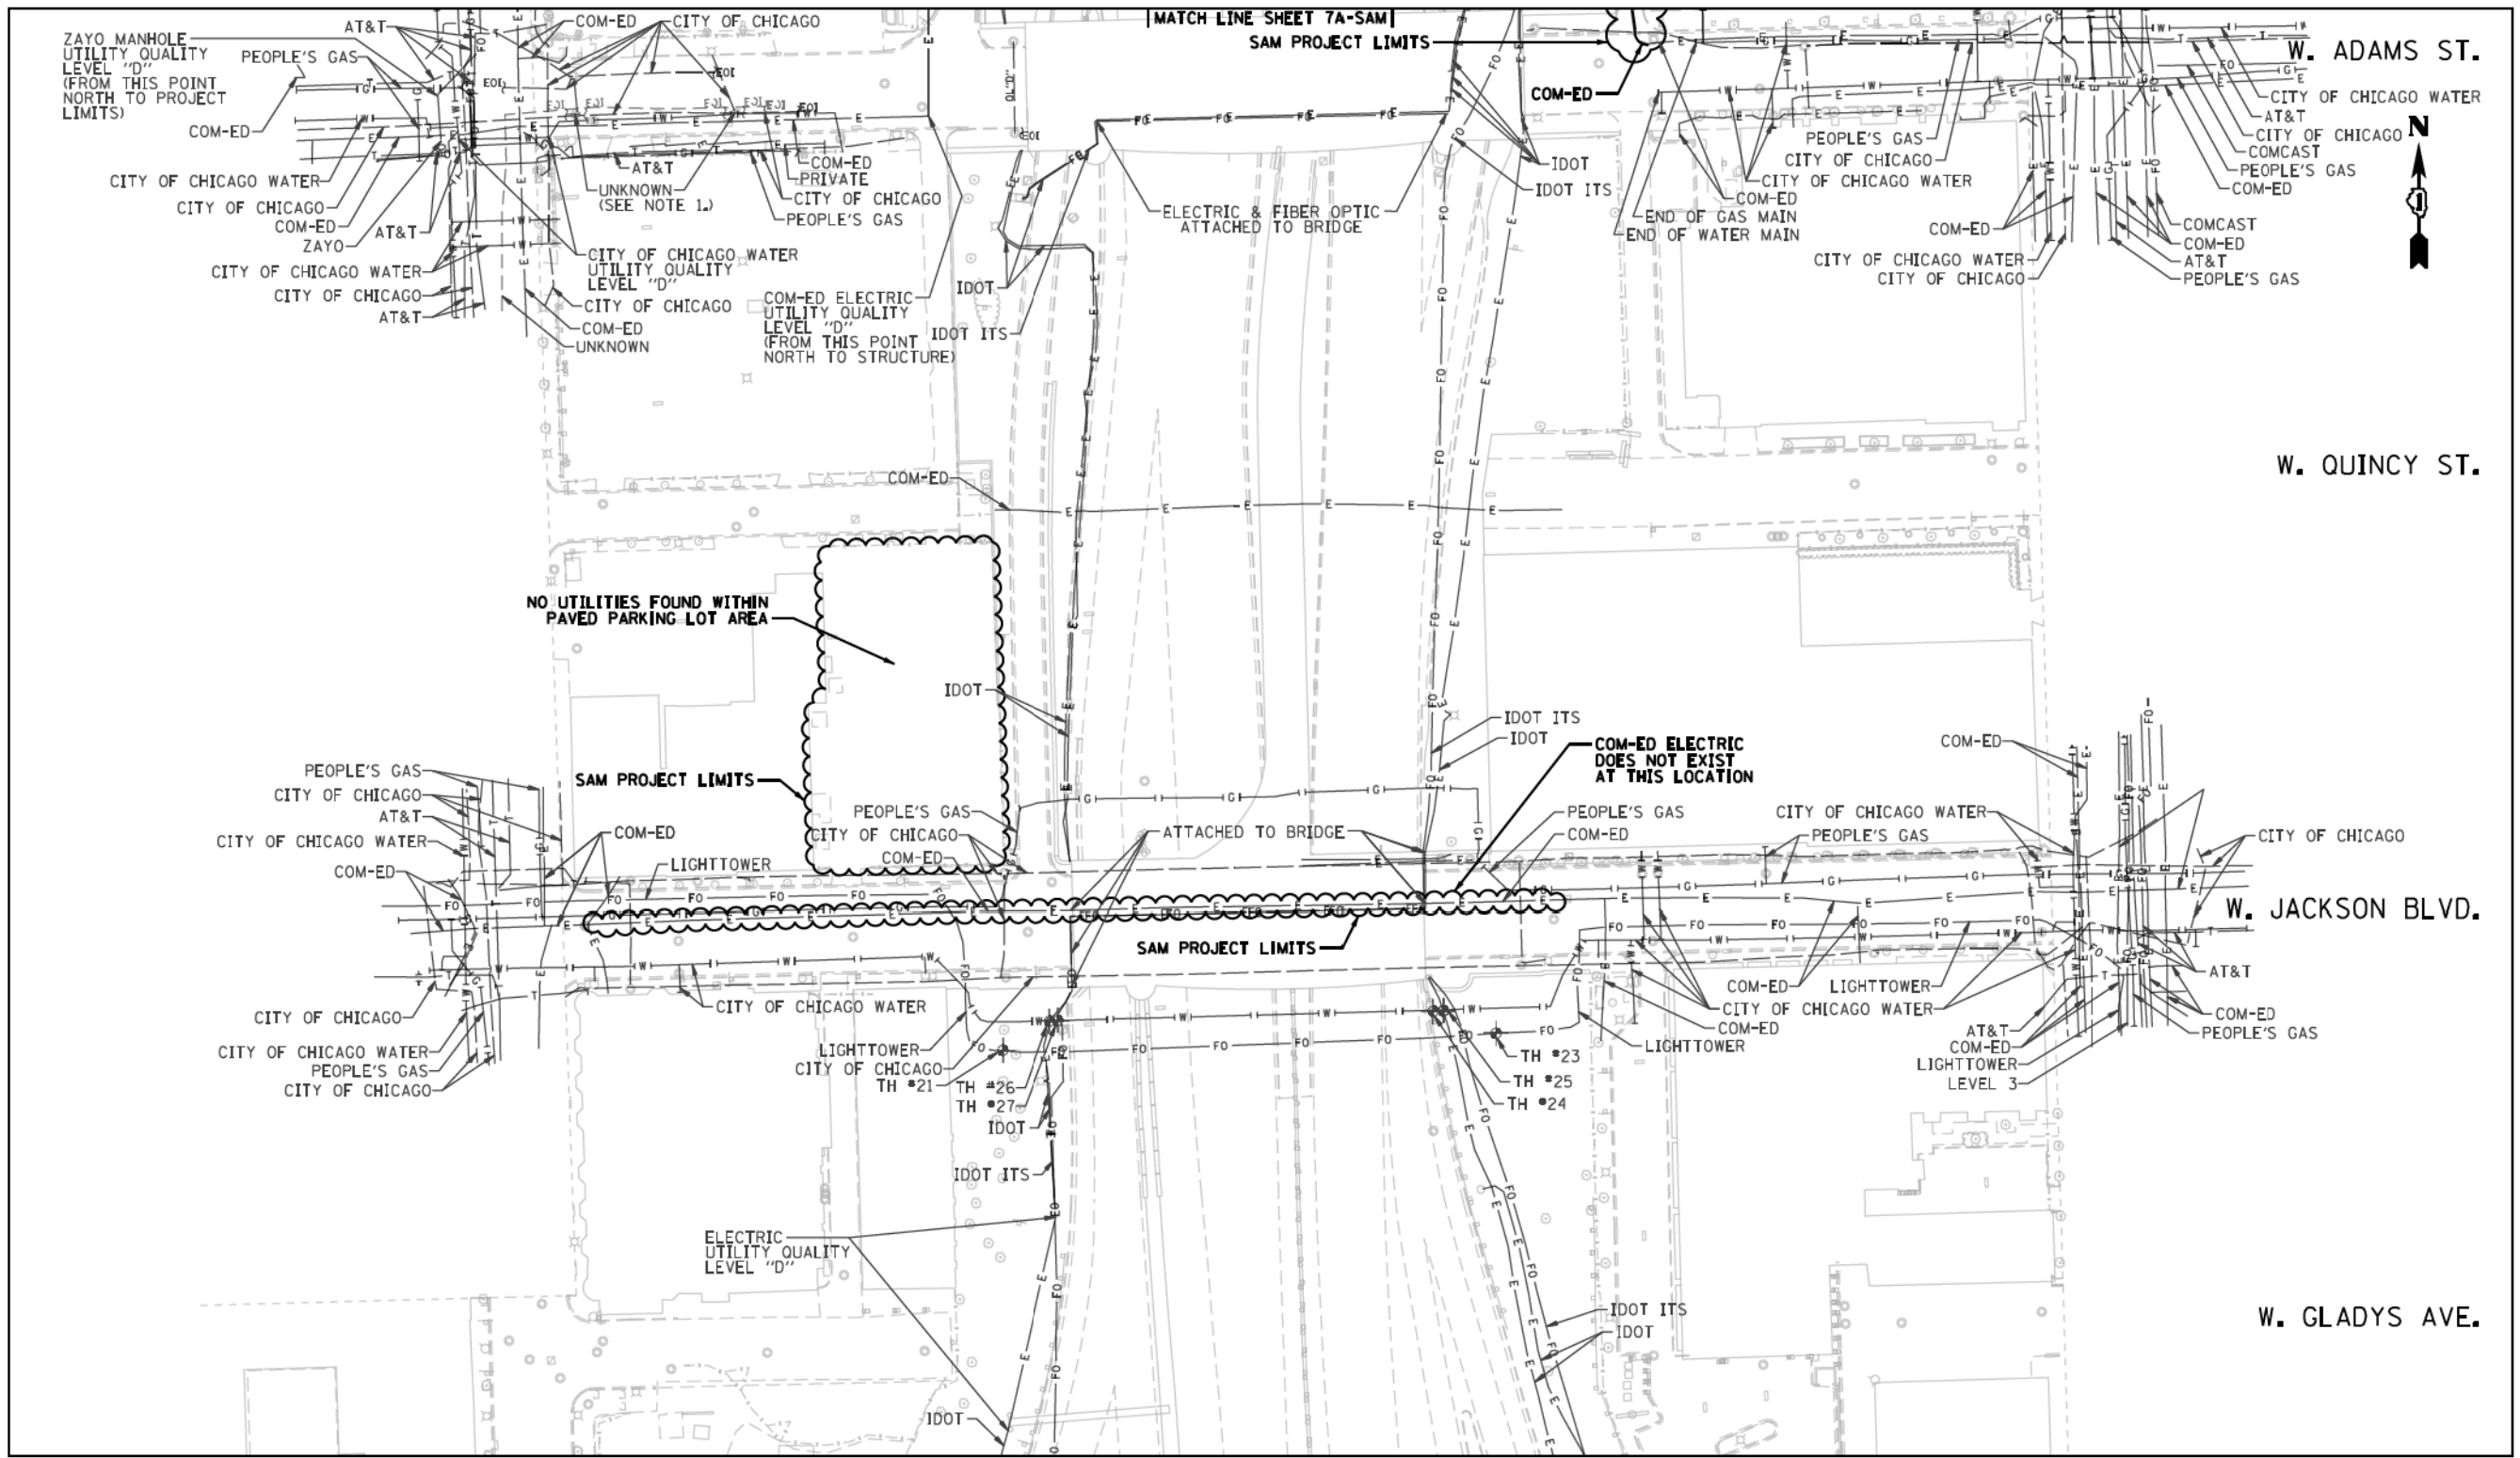 MATCH LINE SHEET 7A-SAM
SAM PROJECT LIMITS
COM-ED
W. ADAMS ST.
N
AT&T
COM-ED
CITY OF CHICAGO
ZAYO MANHOLE
UTILITY QUALITY
LEVEL "D"
(FROM THIS POINT
NORTH TO PROJECT
LIMITS)
PEOPLE'S GAS
COM-ED
CITY OF CHICAGO WATER
CITY OF CHICAGO
COM-ED
ZAYO
AT&T
CITY OF CHICAGO WATER
CITY OF CHICAGO
AT&T
AT&T
UNKNOWN
(SEE NOTE 1.)
COM-ED
PRIVATE
CITY OF CHICAGO
PEOPLE'S GAS
CITY OF CHICAGO WATER
UTILITY QUALITY
LEVEL "D"
CITY OF CHICAGO
COM-ED
UNKNOWN
COM-ED ELECTRIC
UTILITY QUALITY
LEVEL "D"
(FROM THIS POINT
NORTH TO STRUCTURE)
IDOT
IDOT ITS
ELECTRIC & FIBER OPTIC
ATTACHED TO BRIDGE
IDOT
IDOT ITS
PEOPLE'S GAS
CITY OF CHICAGO
CITY OF CHICAGO WATER
COM-ED
END OF GAS MAIN
END OF WATER MAIN
CITY OF CHICAGO WATER
AT&T
CITY OF CHICAGO
COMCAST
PEOPLE'S GAS
COM-ED
COM-ED
CITY OF CHICAGO WATER
CITY OF CHICAGO
COMCAST
COM-ED
AT&T
PEOPLE'S GAS
W. QUINCY ST.
COM-ED
NO UTILITIES FOUND WITHIN
PAVED PARKING LOT AREA
IDOT
SAM PROJECT LIMITS
IDOT ITS
IDOT
COM-ED ELECTRIC
DOES NOT EXIST
AT THIS LOCATION
COM-ED
PEOPLE'S GAS
CITY OF CHICAGO
AT&T
CITY OF CHICAGO WATER
COM-ED
COM-ED
LIGHTTOWER
PEOPLE'S GAS
CITY OF CHICAGO
COM-ED
ATTACHED TO BRIDGE
PEOPLE'S GAS
COM-ED
CITY OF CHICAGO WATER
PEOPLE'S GAS
CITY OF CHICAGO
W. JACKSON BLVD.
SAM PROJECT LIMITS
CITY OF CHICAGO
CITY OF CHICAGO WATER
PEOPLE'S GAS
CITY OF CHICAGO
CITY OF CHICAGO WATER
LIGHTTOWER
CITY OF CHICAGO
TH #21
TH #26
TH #27
IDOT
IDOT ITS
TH #23
TH #25
TH #24
COM-ED
LIGHTTOWER
CITY OF CHICAGO WATER
COM-ED
LIGHTTOWER
AT&T
COM-ED
LIGHTTOWER
LEVEL 3
AT&T
COM-ED
PEOPLE'S GAS
ELECTRIC
UTILITY QUALITY
LEVEL "D"
IDOT
IDOT ITS
IDOT
W. GLADYS AVE.